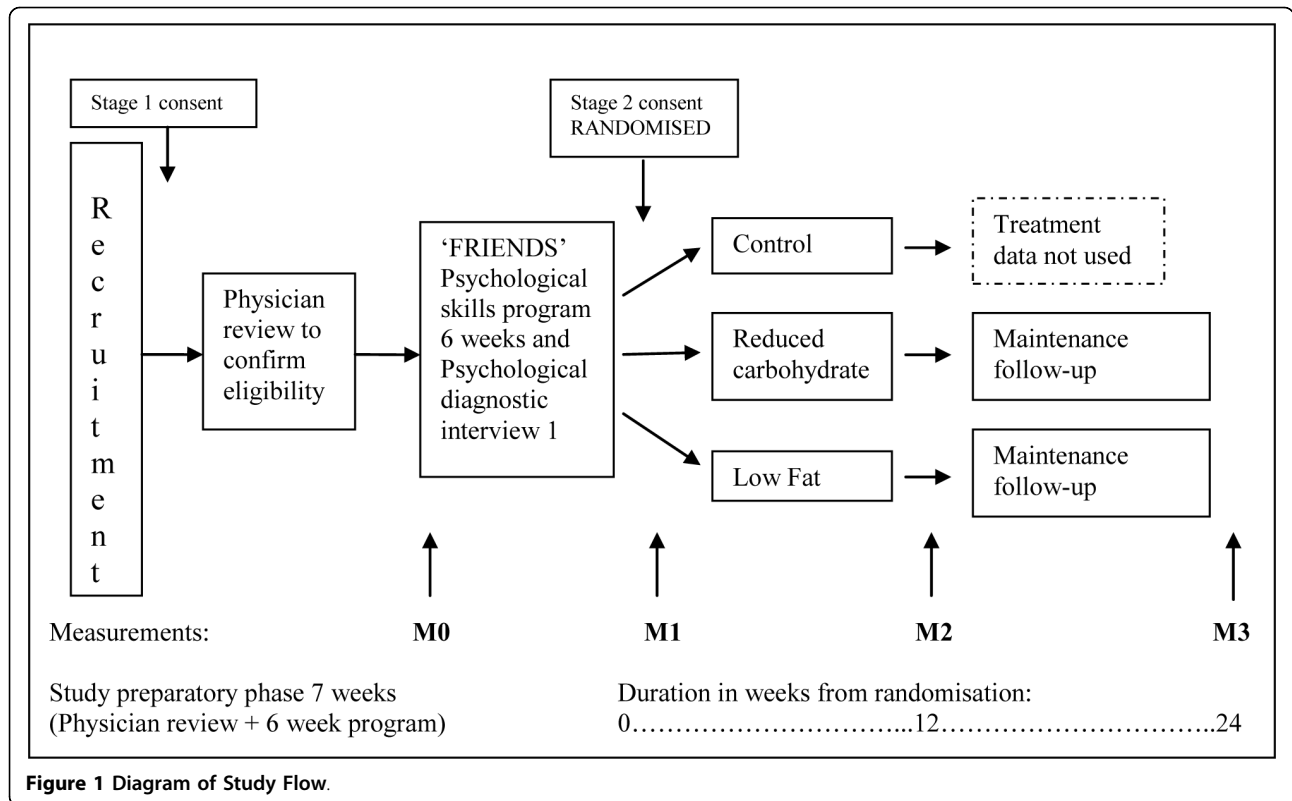 Stage 1 consent
Stage 2 consent
RANDOMISED
Recruitment
Physician
review to
confirm
eligibility
‘FRIENDS’
Psychological
skills program
6 weeks and
Psychological
diagnostic
interview 1
Control
Treatment
data not used
Reduced
carbohydrate
Maintenance
follow-up
Low Fat
Maintenance
follow-up
Measurements: M0 M1 M2 M3
Study preparatory phase 7 weeks
(Physician review + 6 week program)
Duration in weeks from randomisation:
0…………………………...12…………………………..24
Figure 1 Diagram of Study Flow.